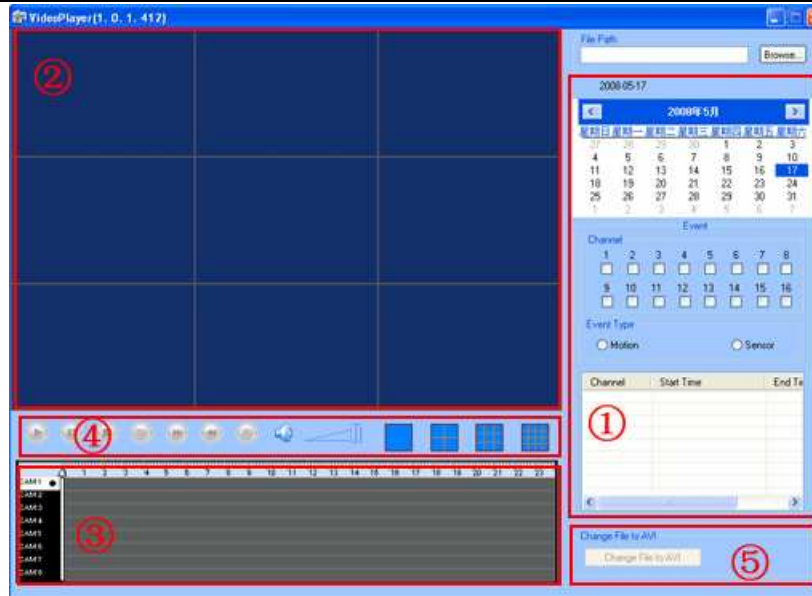 VideoPlayer(1, 0, 1, 417)
②
File Path
Browse...
2008-05-17
2008年5月
星期日 星期一 星期二 星期三 星期四 星期五 星期六
27 28 29 30 1 2 3
4 5 6 7 8 9 10
11 12 13 14 15 16 17
18 19 20 21 22 23 24
25 26 27 28 29 30 31
1 2 3 4 5 6 7
Event
Channel
1 2 3 4 5 6 7 8
9 10 11 12 13 14 15 16
Event Type
Motion Sensor
Channel Start Time End Te
①
④
0 1 2 3 4 5 6 7 8 9 10 11 12 13 14 15 16 17 18 19 20 21 22 23
CAM1
CAM2
CAM3
CAM4
CAM5
CAM6
CAM7
CAM8
③
Change File to AVI
Change File to AVI
⑤